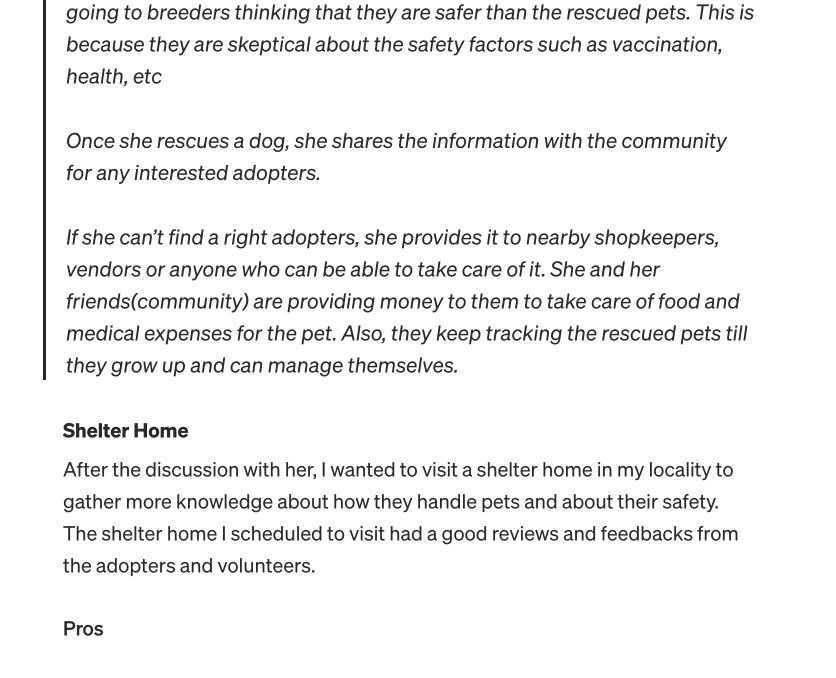 going to breeders thinking that they are safer than the rescued pets. This is
because they are skeptical about the safety factors such as vaccination,
health, etc
Once she rescues a dog, she shares the information with the community
for any interested adopters.
If she can’t find a right adopters, she provides it to nearby shopkeepers,
vendors or anyone who can be able to take care of it. She and her
friends(community) are providing money to them to take care of food and
medical expenses for the pet. Also, they keep tracking the rescued pets till
they grow up and can manage themselves.
Shelter Home
After the discussion with her, I wanted to visit a shelter home in my locality to
gather more knowledge about how they handle pets and about their safety.
The shelter home I scheduled to visit had a good reviews and feedbacks from
the adopters and volunteers.
Pros